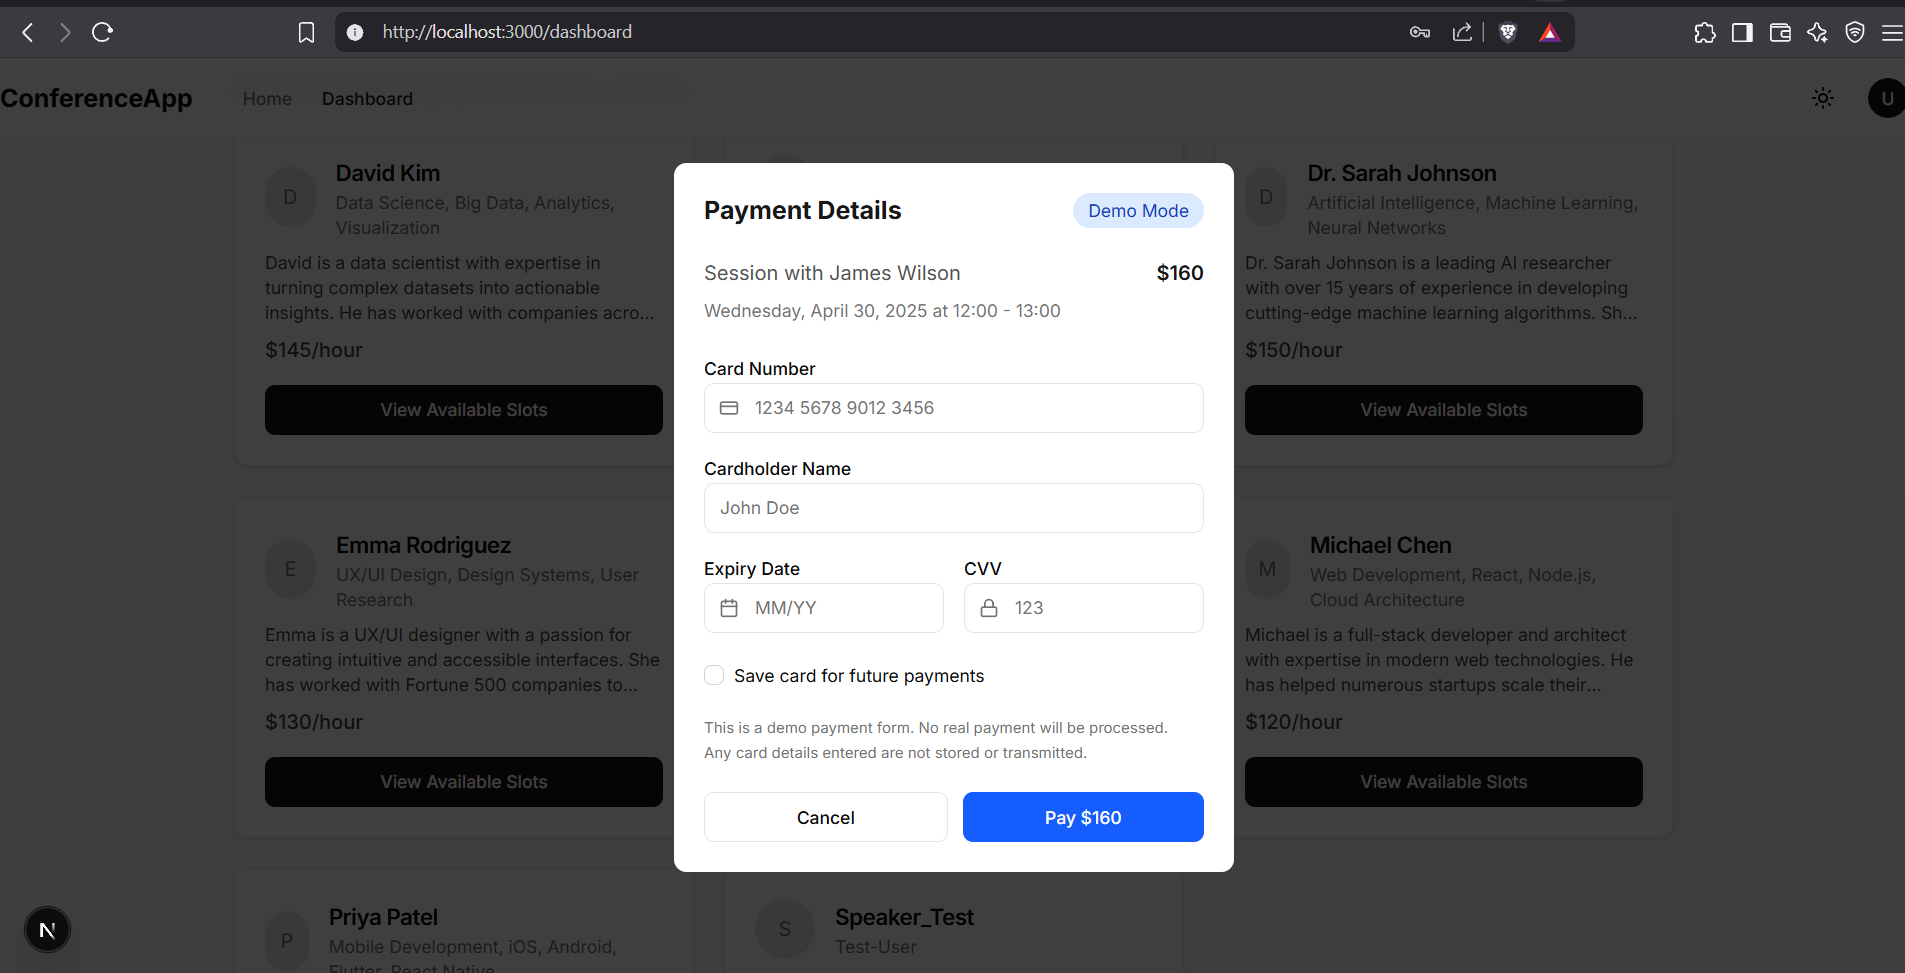 http://localhost:3000/dashboard
ConferenceApp
Home
Dashboard
U
D
David Kim
Data Science, Big Data, Analytics,
Visualization
David is a data scientist with expertise in
turning complex datasets into actionable
insights. He has worked with companies acro...
$145/hour
View Available Slots
D
Dr. Sarah Johnson
Artificial Intelligence, Machine Learning,
Neural Networks
Dr. Sarah Johnson is a leading AI researcher
with over 15 years of experience in developing
cutting-edge machine learning algorithms. Sh...
$150/hour
View Available Slots
Payment Details
Demo Mode
Session with James Wilson
$160
Wednesday, April 30, 2025 at 12:00 - 13:00
Card Number
1234 5678 9012 3456
Cardholder Name
John Doe
Expiry Date
CVV
MM/YY
123
Save card for future payments
This is a demo payment form. No real payment will be processed.
Any card details entered are not stored or transmitted.
Cancel
Pay $160
E
Emma Rodriguez
UX/UI Design, Design Systems, User
Research
Emma is a UX/UI designer with a passion for
creating intuitive and accessible interfaces. She
has worked with Fortune 500 companies to...
$130/hour
View Available Slots
M
Michael Chen
Web Development, React, Node.js,
Cloud Architecture
Michael is a full-stack developer and architect
with expertise in modern web technologies. He
has helped numerous startups scale their...
$120/hour
View Available Slots
N
P
Priya Patel
Mobile Development, iOS, Android,
Flutter, React Native
S
Speaker_Test
Test-User